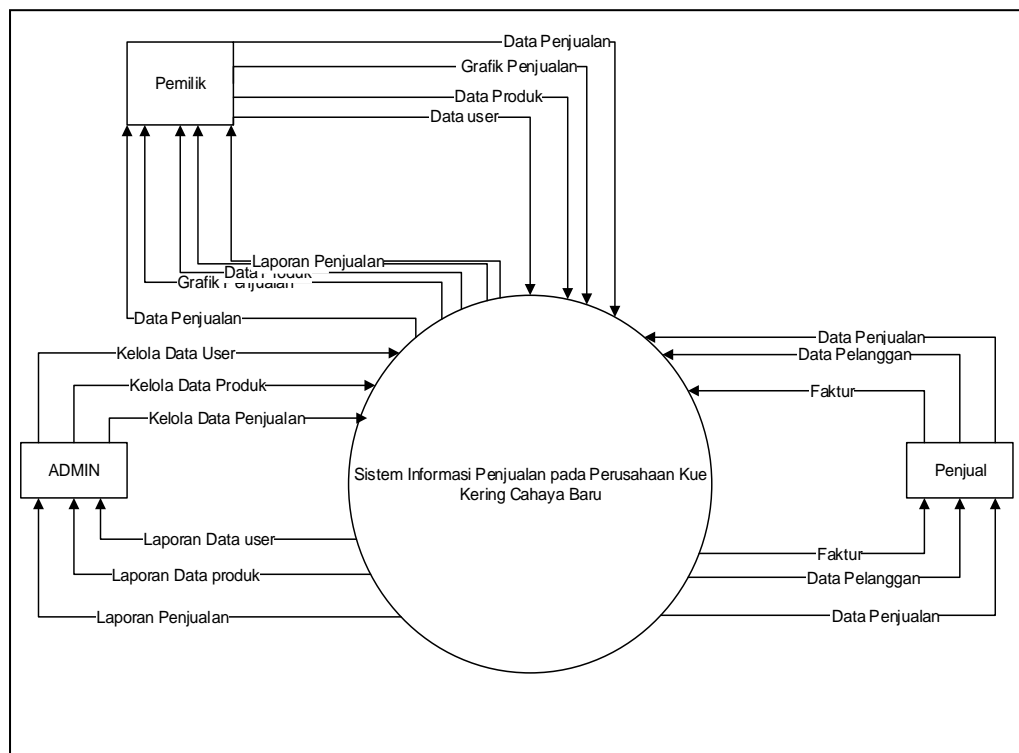 Data Penjualan
Pemilik
Grafik Penjualan
Data Produk
Data user
Laporan Penjualan
Data Produk
Grafik Penjualan
Data Penjualan
Kelola Data User
Kelola Data Produk
Kelola Data Penjualan
Data Penjualan
Data Pelanggan
Faktur
ADMIN
Sistem Informasi Penjualan pada Perusahaan Kue
Kering Cahaya Baru
Penjual
Laporan Data user
Laporan Data produk
Laporan Penjualan
Faktur
Data Pelanggan
Data Penjualan